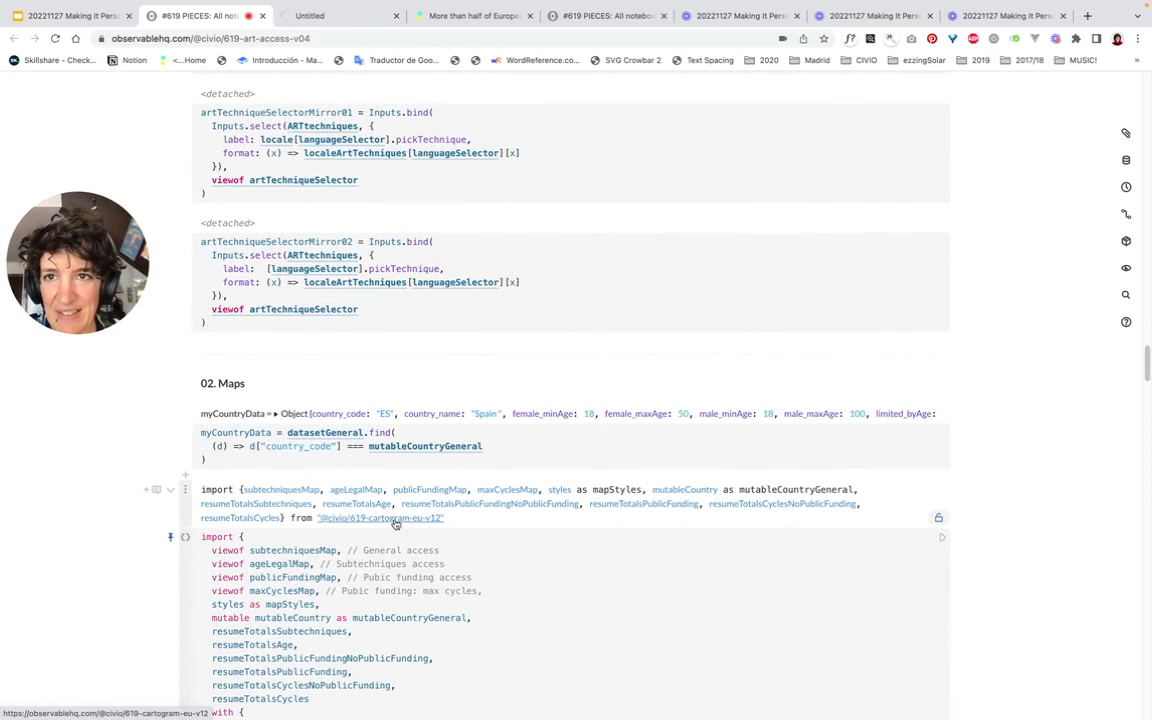 20221127 Making It Perso
#619 PIECES: All note
Untitled
More than half of Europe
#619 PIECES: All noteboo
20221127 Making It Pers
20221127 Making It Pers
20221127 Making It Pers
observablehq.com/@civio/619-art-access-v04
Skillshare - Check...
Notion
<...Home
Introducción - Ma...
Traductor de Goo...
WordReference.co...
SVG Crowbar 2
Text Spacing
2020
Madrid
CIVIO
ezzingSolar
2019
2017/18
MUSIC!
»
<detached>
artTechniqueSelectorMirror01 = Inputs.bind(
Inputs.select(ARTtechniques, {
label: locale[languageSelector].pickTechnique,
format: (x) => localeArtTechniques[languageSelector][x]
}),
viewof artTechniqueSelector
)
<detached>
artTechniqueSelectorMirror02 = Inputs.bind(
Inputs.select(ARTtechniques, {
label: [languageSelector].pickTechnique,
format: (x) => localeArtTechniques[languageSelector][x]
}),
viewof artTechniqueSelector
)
02. Maps
myCountryData = ▸ Object {country_code: "ES", country_name: "Spain", female_minAge: 18, female_maxAge: 50, male_minAge: 18, male_maxAge: 100, limited_byAge:
myCountryData = datasetGeneral.find(
(d) => d["country_code"] === mutableCountryGeneral
)
import {subtechniquesMap, ageLegalMap, publicFundingMap, maxCyclesMap, styles as mapStyles, mutableCountry as mutableCountryGeneral,
resumeTotalsSubtechniques, resumeTotalsAge, resumeTotalsPublicFundingNoPublicFunding, resumeTotalsPublicFunding, resumeTotalsCyclesNoPublicFunding,
resumeTotalsCycles} from "@civio/619-cartogram-eu-v12"
import {
viewof subtechniquesMap, // General access
viewof ageLegalMap, // Subtechniques access
viewof publicFundingMap, // Pubic funding access
viewof maxCyclesMap, // Pubic funding: max cycles,
styles as mapStyles,
mutable mutableCountry as mutableCountryGeneral,
resumeTotalsSubtechniques,
resumeTotalsAge,
resumeTotalsPublicFundingNoPublicFunding,
resumeTotalsPublicFunding,
resumeTotalsCyclesNoPublicFunding,
resumeTotalsCycles
with {
https://observablehq.com/@civio/619-cartogram-eu-v12